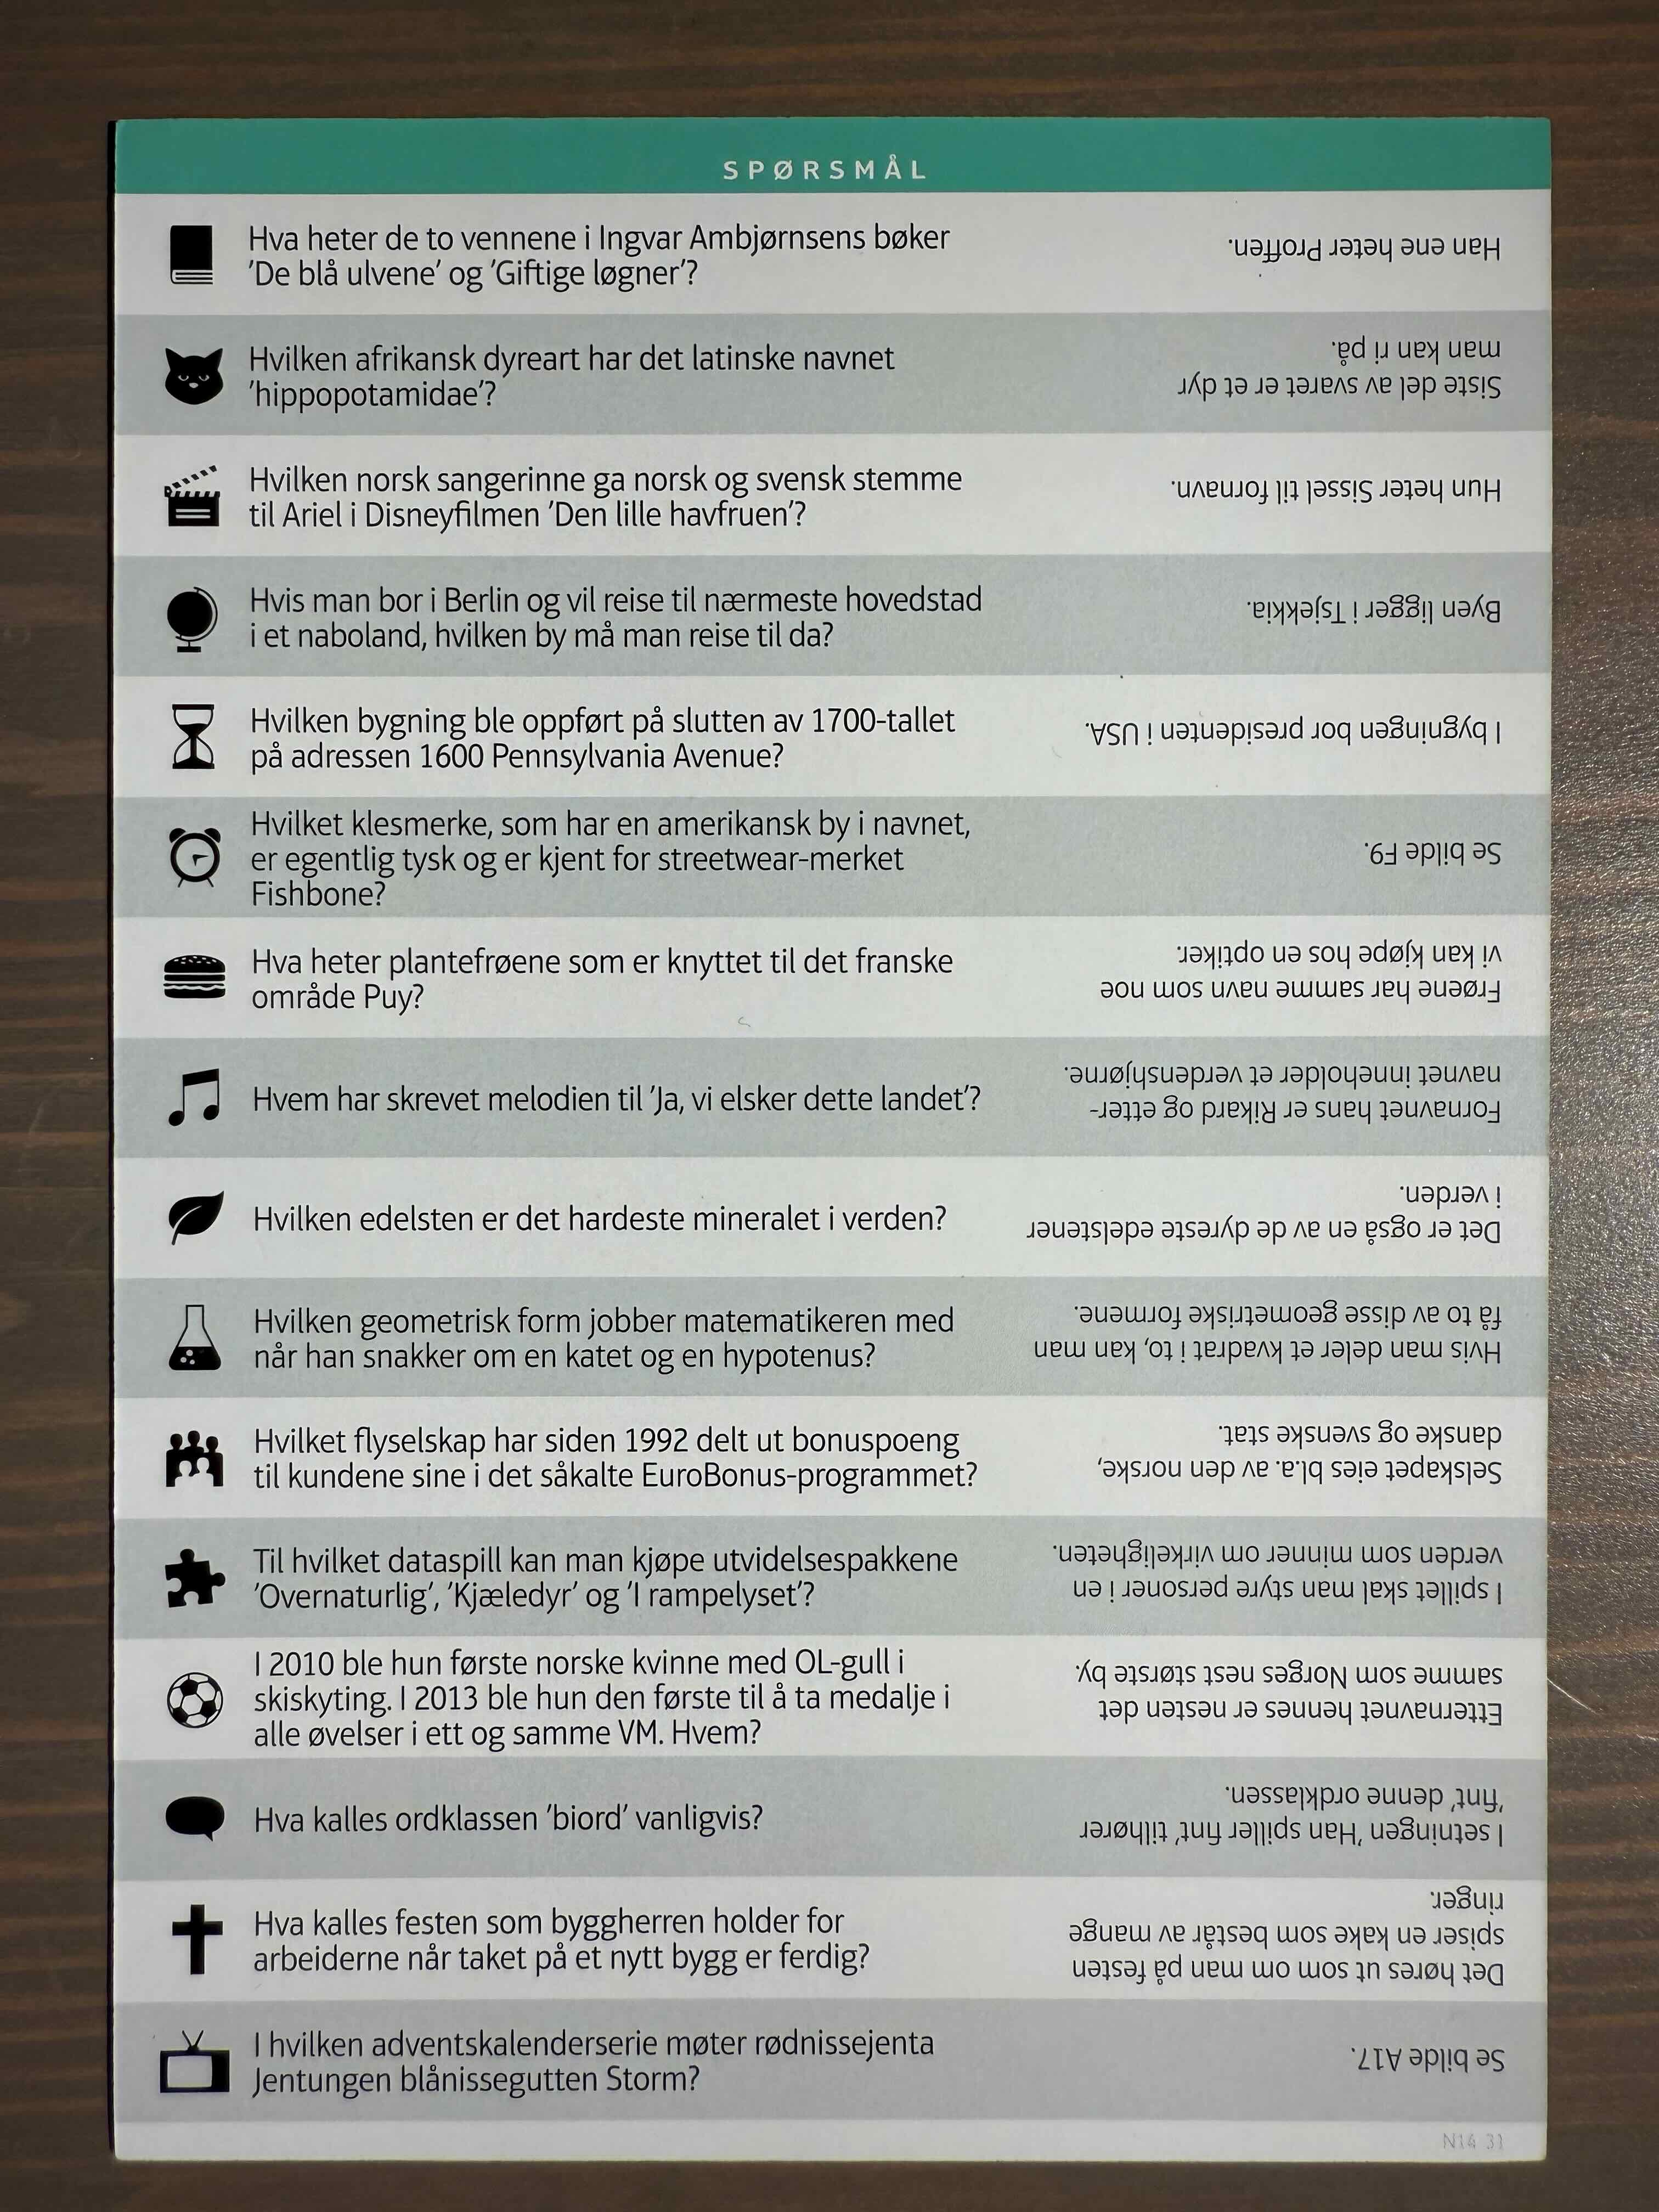 SPØRSMÅL
Hva heter de to vennene i Ingvar Ambjørnsens bøker
’De blå ulvene’ og ’Giftige løgner’?
Han ene heter Proffen.
Hvilken afrikansk dyreart har det latinske navnet
’hippopotamidae’?
Siste del av svaret er et dyr
man kan ri på.
Hvilken norsk sangerinne ga norsk og svensk stemme
til Ariel i Disneyfilmen ’Den lille havfruen’?
Hun heter Sissel til fornavn.
Hvis man bor i Berlin og vil reise til nærmeste hovedstad
i et naboland, hvilken by må man reise til da?
Byen ligger i Tsjekkia.
Hvilken bygning ble oppført på slutten av 1700-tallet
på adressen 1600 Pennsylvania Avenue?
I bygningen bor presidenten i USA.
Hvilket klesmerke, som har en amerikansk by i navnet,
er egentlig tysk og er kjent for streetwear-merket
Fishbone?
Se bilde F9.
Hva heter plantefrøene som er knyttet til det franske
område Puy?
Frøene har samme navn som noe
vi kan kjøpe hos en optiker.
Hvem har skrevet melodien til ’Ja, vi elsker dette landet’?
Fornavnet hans er Rikard og etter-
navnet inneholder et verdenshjørne.
Hvilken edelsten er det hardeste mineralet i verden?
Det er også en av de dyreste edelstener
i verden.
Hvilken geometrisk form jobber matematikeren med
når han snakker om en katet og en hypotenus?
Hvis man deler et kvadrat i to, kan man
få to av disse geometriske formene.
Hvilket flyselskap har siden 1992 delt ut bonuspoeng
til kundene sine i det såkalte EuroBonus-programmet?
Selskapet eies bl.a. av den norske,
danske og svenske stat.
Til hvilket dataspill kan man kjøpe utvidelsespakkene
’Overnaturlig’, ’Kjæledyr’ og ’I rampelyset’?
I spillet skal man styre personer i en
verden som minner om virkeligheten.
I 2010 ble hun første norske kvinne med OL-gull i
skiskyting. I 2013 ble hun den første til å ta medalje i
alle øvelser i ett og samme VM. Hvem?
Etternavnet hennes er nesten det
samme som Norges nest største by.
Hva kalles ordklassen ’biord’ vanligvis?
I setningen ’Han spiller fint’ tilhører
’fint’ denne ordklassen.
Hva kalles festen som byggherren holder for
arbeiderne når taket på et nytt bygg er ferdig?
Det høres ut som om man på festen
spiser en kake som består av mange
ringer.
I hvilken adventskalenderserie møter rødnissejenta
Jentungen blånissegutten Storm?
Se bilde A17.
N14 31